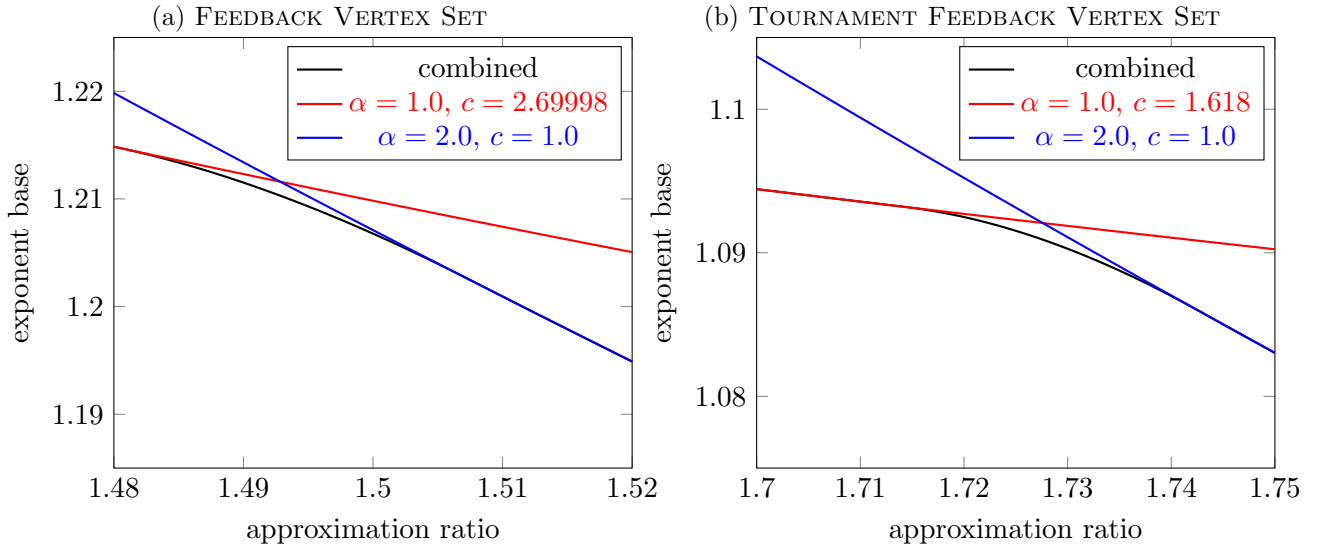 (a) FEEDBACK VERTEX SET
combined
α = 1.0, c = 2.69998
α = 2.0, c = 1.0
1.22
1.21
1.2
1.19
exponent base
1.48
1.49
1.5
1.51
1.52
approximation ratio
(b) TOURNAMENT FEEDBACK VERTEX SET
combined
α = 1.0, c = 1.618
α = 2.0, c = 1.0
1.1
1.09
1.08
exponent base
1.7
1.71
1.72
1.73
1.74
1.75
approximation ratio